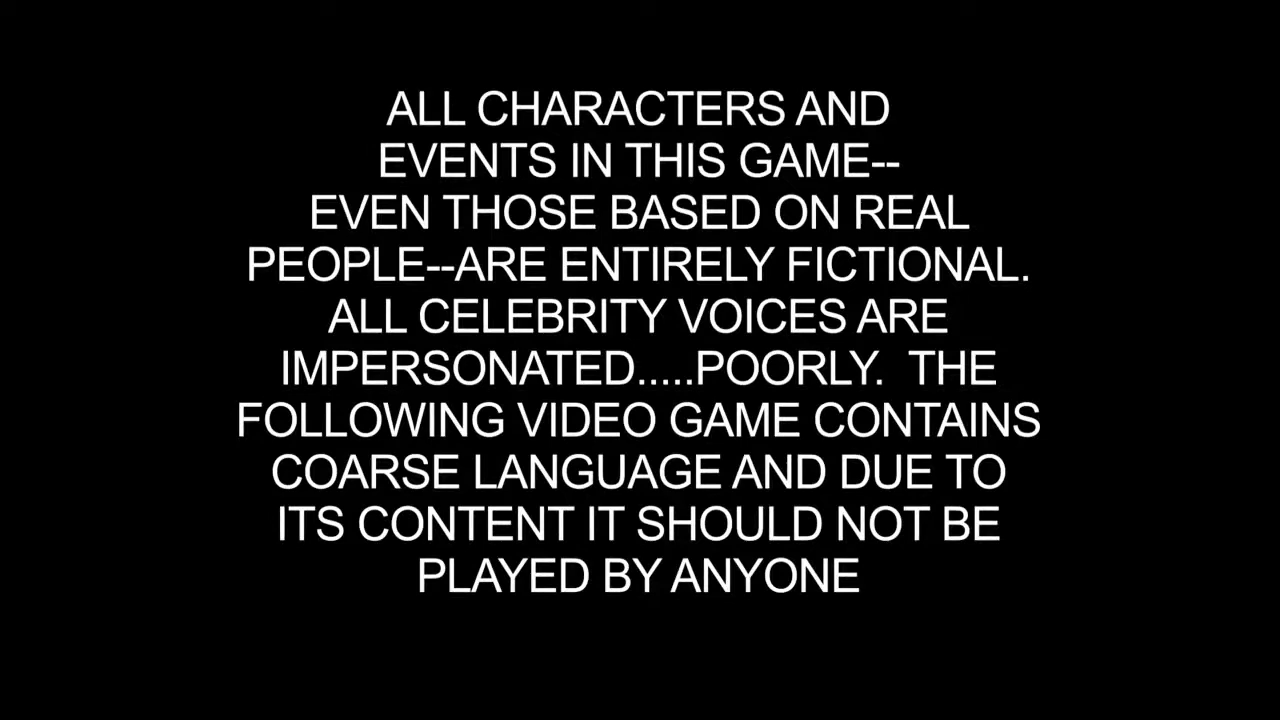 ALL CHARACTERS AND
EVENTS IN THIS GAME--
EVEN THOSE BASED ON REAL
PEOPLE--ARE ENTIRELY FICTIONAL.
ALL CELEBRITY VOICES ARE
IMPERSONATED.....POORLY.  THE
FOLLOWING VIDEO GAME CONTAINS
COARSE LANGUAGE AND DUE TO
ITS CONTENT IT SHOULD NOT BE
PLAYED BY ANYONE